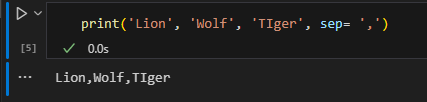 print('Lion', 'Wolf', 'TIger', sep= ',')
[5]
0.0s
Lion,Wolf,TIger